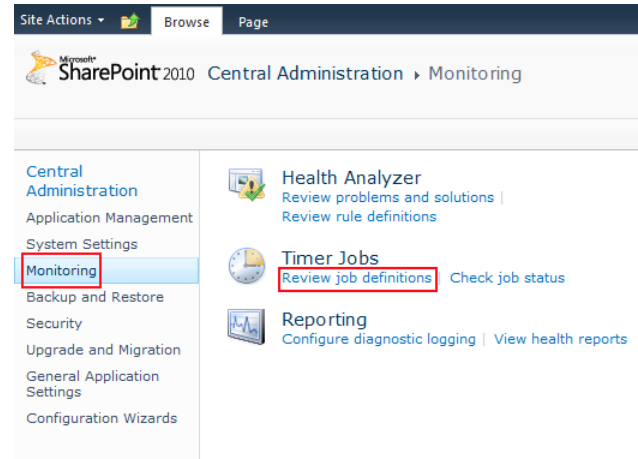 Site Actions Browse Page
Microsoft
SharePoint 2010 Central Administration Monitoring
Central
Administration
Application Management
System Settings
Monitoring
Backup and Restore
Security
Upgrade and Migration
General Application
Settings
Configuration Wizards
Health Analyzer
Review problems and solutions |
Review rule definitions
Timer Jobs
Review job definitions | Check job status
Reporting
Configure diagnostic logging | View health reports